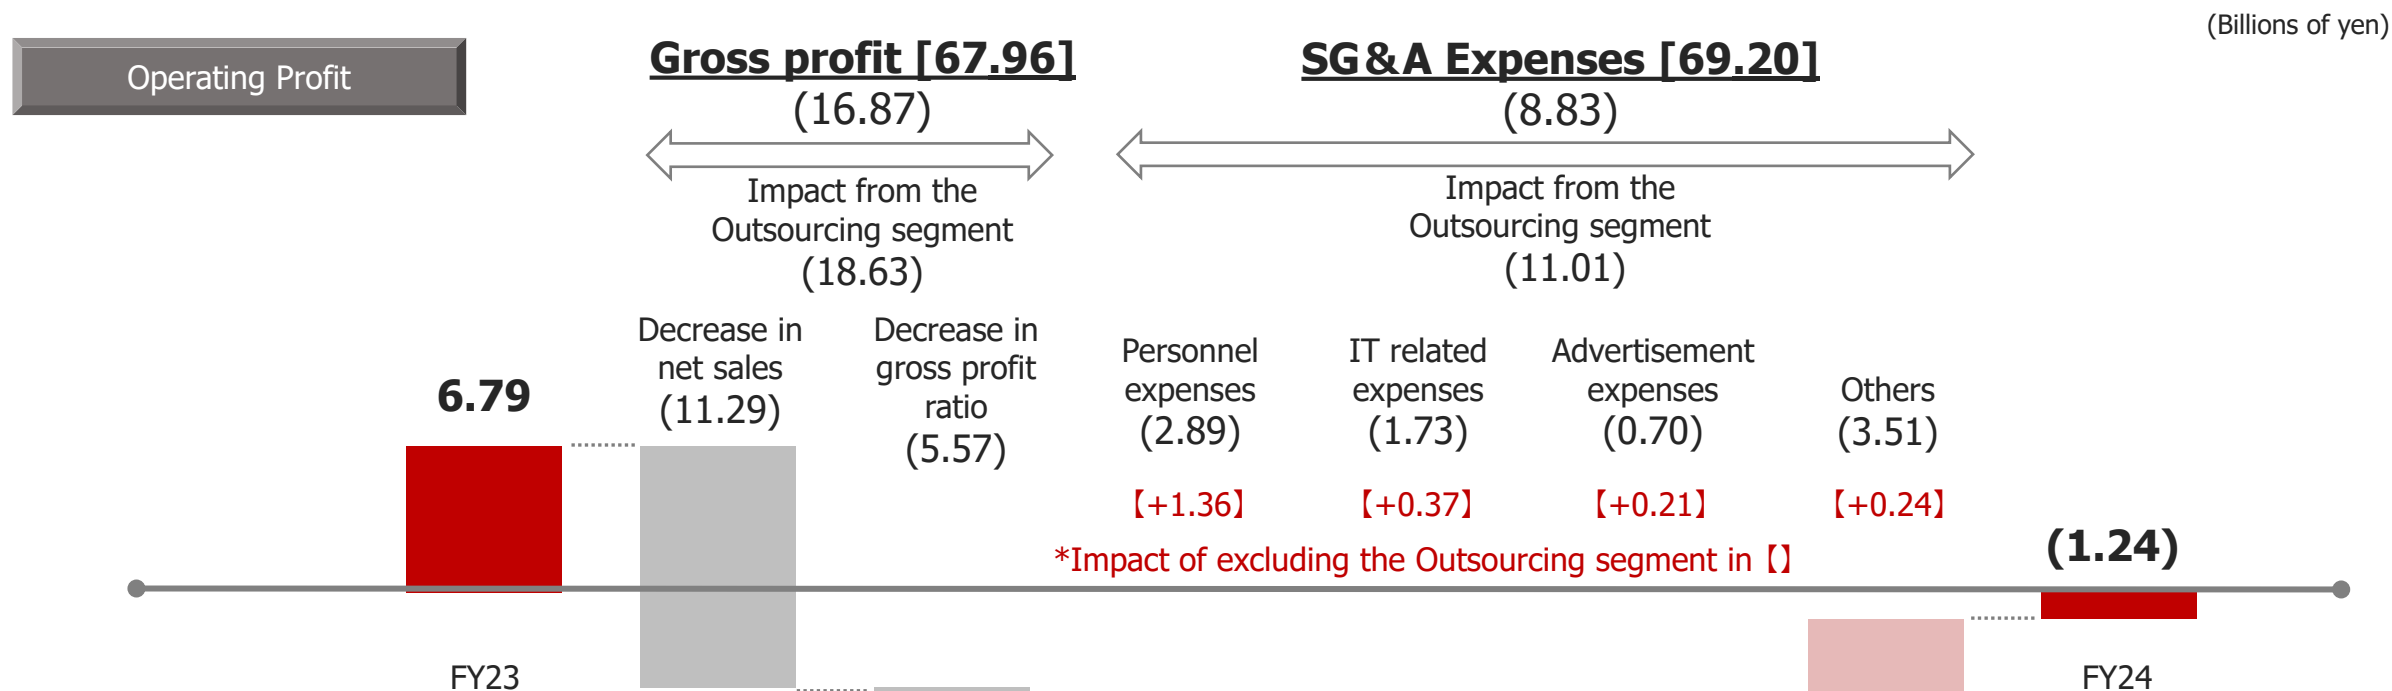 (Billions of yen)
Operating Profit
Gross profit [67.96]
(16.87)
Impact from the
Outsourcing segment
(18.63)
SG&A Expenses [69.20]
(8.83)
Impact from the
Outsourcing segment
(11.01)
6.79
Decrease in
net sales
(11.29)
Decrease in
gross profit
ratio
(5.57)
Personnel
expenses
(2.89)
【+1.36】
IT related
expenses
(1.73)
【+0.37】
Advertisement
expenses
(0.70)
【+0.21】
Others
(3.51)
【+0.24】
*Impact of excluding the Outsourcing segment in【】
(1.24)
FY23
FY24